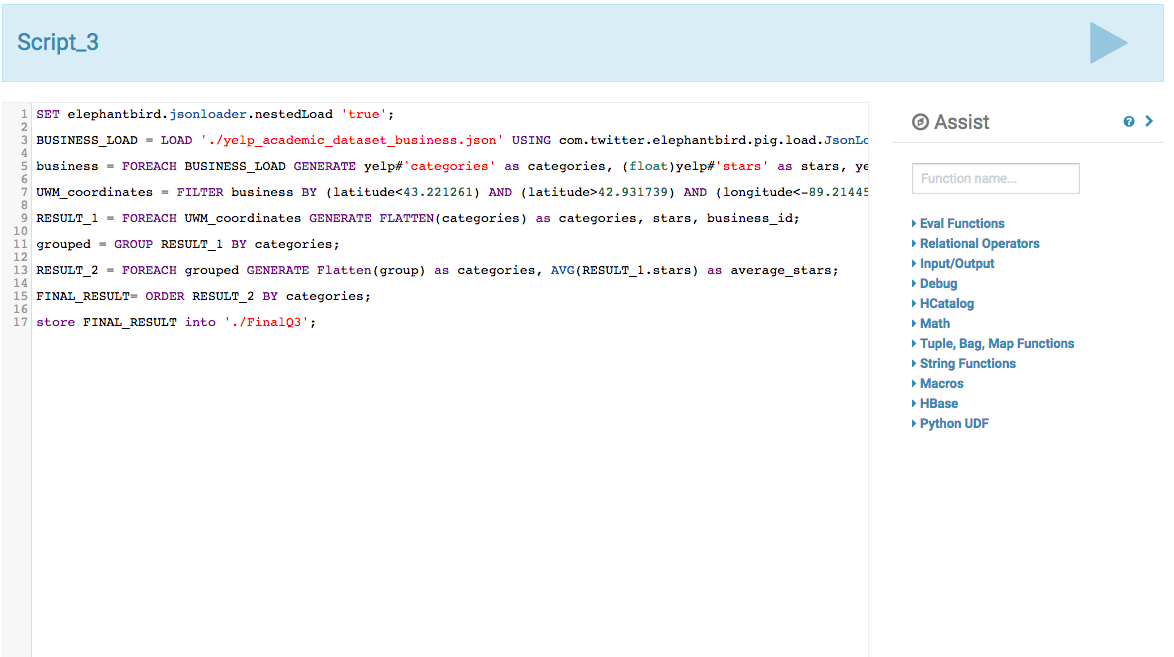 Script_3
1 SET elephantbird.jsonloader.nestedLoad 'true';
2
3 BUSINESS_LOAD = LOAD './yelp_academic_dataset_business.json' USING com.twitter.elephantbird.pig.load.JsonLo
4
5 business = FOREACH BUSINESS_LOAD GENERATE yelp#'categories' as categories, (float)yelp#'stars' as stars, ye
6
7 UWM_coordinates = FILTER business BY (latitude<43.221261) AND (latitude>42.931739) AND (longitude<-89.21445
8
9 RESULT_1 = FOREACH UWM_coordinates GENERATE FLATTEN(categories) as categories, stars, business_id;
10
11 grouped = GROUP RESULT_1 BY categories;
12
13 RESULT_2 = FOREACH grouped GENERATE Flatten(group) as categories, AVG(RESULT_1.stars) as average_stars;
14
15 FINAL_RESULT= ORDER RESULT_2 BY categories;
16
17 store FINAL_RESULT into './FinalQ3';
Assist
Function name...
Eval Functions
Relational Operators
Input/Output
Debug
HCatalog
Math
Tuple, Bag, Map Functions
String Functions
Macros
HBase
Python UDF